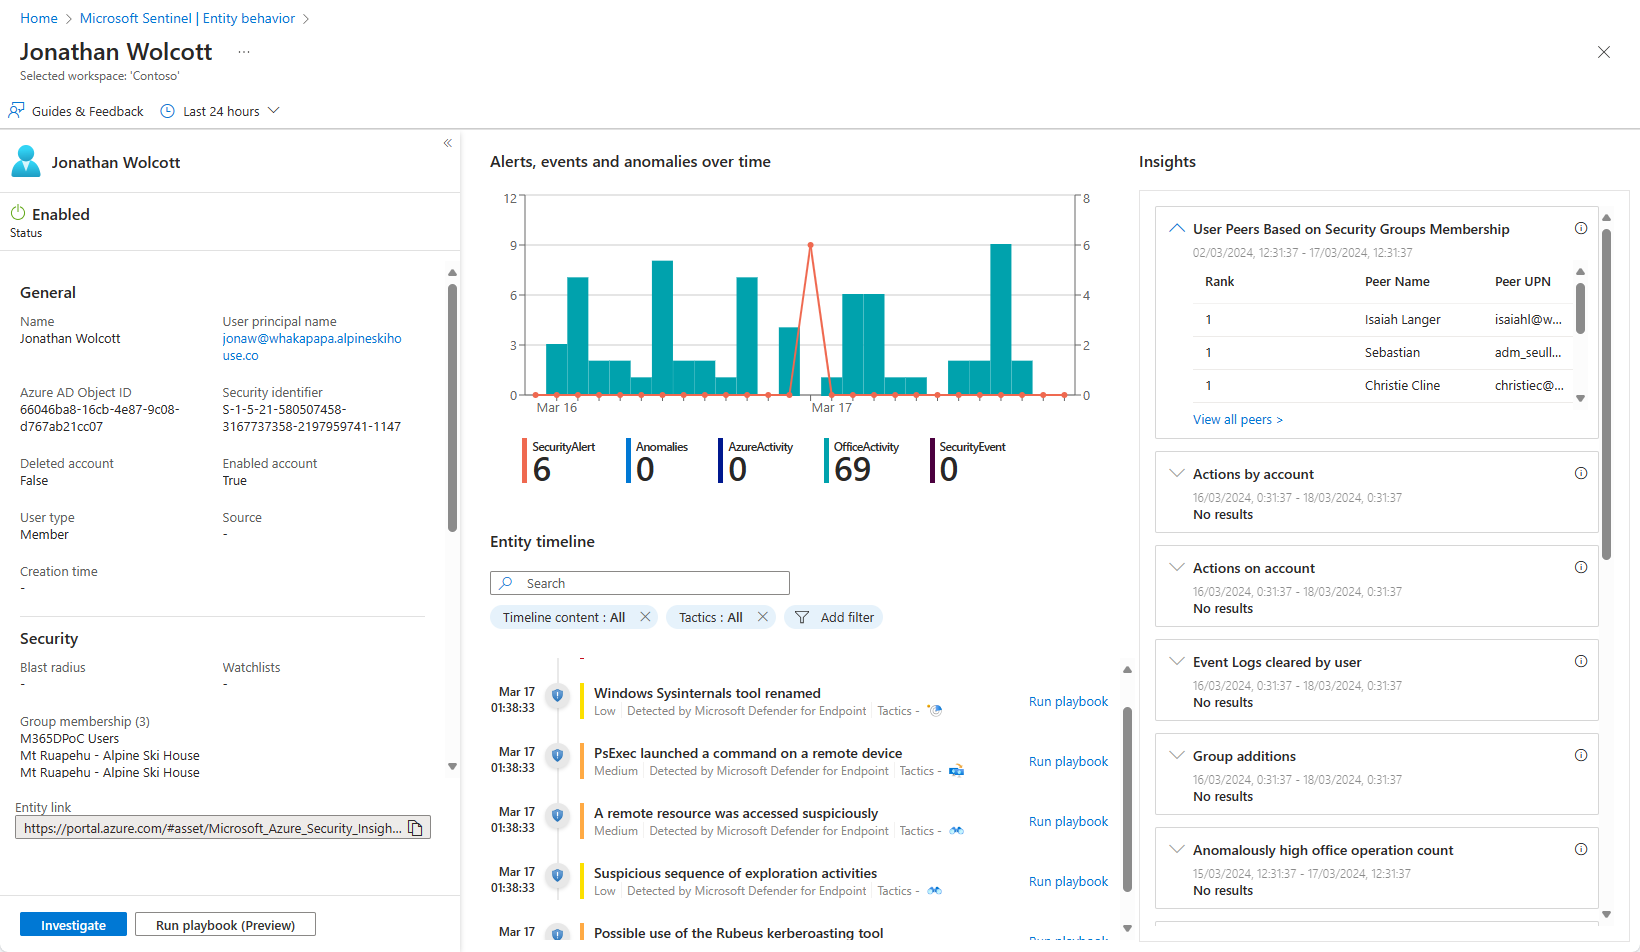 Home > Microsoft Sentinel | Entity behavior >
Jonathan Wolcott ...
Selected workspace: 'Contoso'
Guides & Feedback Last 24 hours
Jonathan Wolcott
Enabled
Status
General
Name
Jonathan Wolcott
User principal name
jonaw@whakapapa.alpineskiho
use.co
Azure AD Object ID
66046ba8-16cb-4e87-9c08-
d767ab21cc07
Security identifier
S-1-5-21-580507458-
3167737358-2197959741-1147
Deleted account
False
Enabled account
True
User type
Member
Source
-
Creation time
-
Security
Blast radius
-
Watchlists
-
Group membership (3)
M365DPoC Users
Mt Ruapehu - Alpine Ski House
Mt Ruapehu - Alpine Ski House
Entity link
https://portal.azure.com/#asset/Microsoft_Azure_Security_Insigh...
Investigate
Run playbook (Preview)
Alerts, events and anomalies over time
12 8
9 6
6 4
3 2
0 0
Mar 16 Mar 17
SecurityAlert
6
Anomalies
0
AzureActivity
0
OfficeActivity
69
SecurityEvent
0
Entity timeline
Search
Timeline content : All Tactics : All Add filter
Mar 17
01:38:33
Windows Sysinternals tool renamed
Low Detected by Microsoft Defender for Endpoint Tactics -
Run playbook
Mar 17
01:38:33
PsExec launched a command on a remote device
Medium Detected by Microsoft Defender for Endpoint Tactics -
Run playbook
Mar 17
01:38:33
A remote resource was accessed suspiciously
Medium Detected by Microsoft Defender for Endpoint Tactics -
Run playbook
Mar 17
01:38:33
Suspicious sequence of exploration activities
Low Detected by Microsoft Defender for Endpoint Tactics -
Run playbook
Mar 17
Possible use of the Rubeus kerberoasting tool
Run playbook
Insights
User Peers Based on Security Groups Membership
02/03/2024, 12:31:37 - 17/03/2024, 12:31:37
Rank Peer Name Peer UPN
1 Isaiah Langer isaiahl@w...
1 Sebastian adm_seull...
1 Christie Cline christiec@...
View all peers >
Actions by account
16/03/2024, 0:31:37 - 18/03/2024, 0:31:37
No results
Actions on account
16/03/2024, 0:31:37 - 18/03/2024, 0:31:37
No results
Event Logs cleared by user
16/03/2024, 0:31:37 - 18/03/2024, 0:31:37
No results
Group additions
16/03/2024, 0:31:37 - 18/03/2024, 0:31:37
No results
Anomalously high office operation count
15/03/2024, 12:31:37 - 17/03/2024, 12:31:37
No results